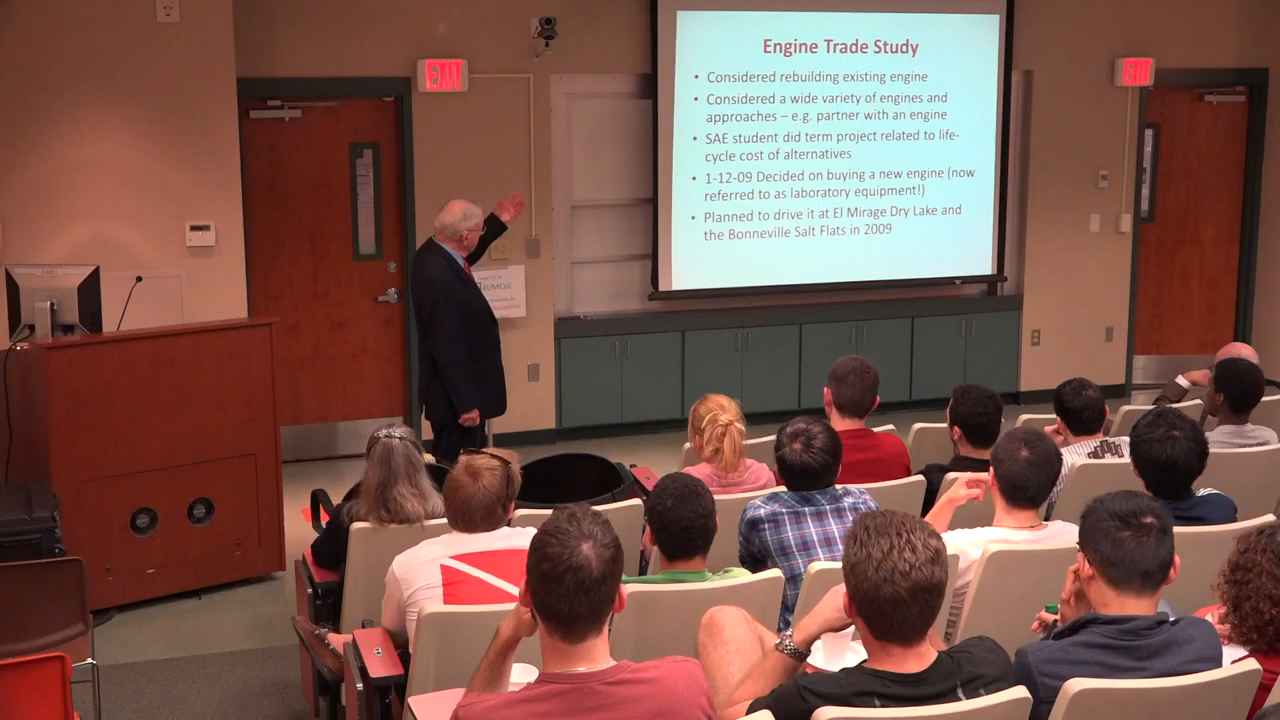 EXIT
EXIT
Engine Trade Study
• Considered rebuilding existing engine
• Considered a wide variety of engines and
approaches – e.g. partner with an engine
• SAE student did term project related to life-
cycle cost of alternatives
• 1-12-09 Decided on buying a new engine (now
referred to as laboratory equipment!)
• Planned to drive it at El Mirage Dry Lake and
the Bonneville Salt Flats in 2009
#UMCoE